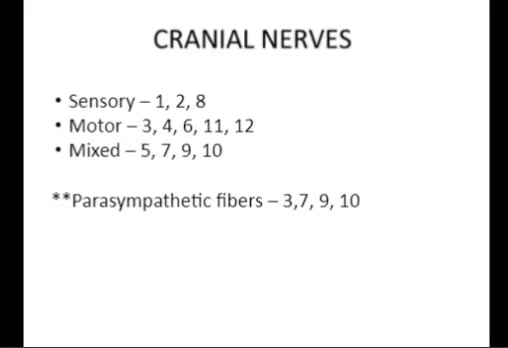 CRANIAL NERVES
• Sensory – 1, 2, 8
• Motor – 3, 4, 6, 11, 12
• Mixed – 5, 7, 9, 10
**Parasympathetic fibers – 3,7, 9, 10